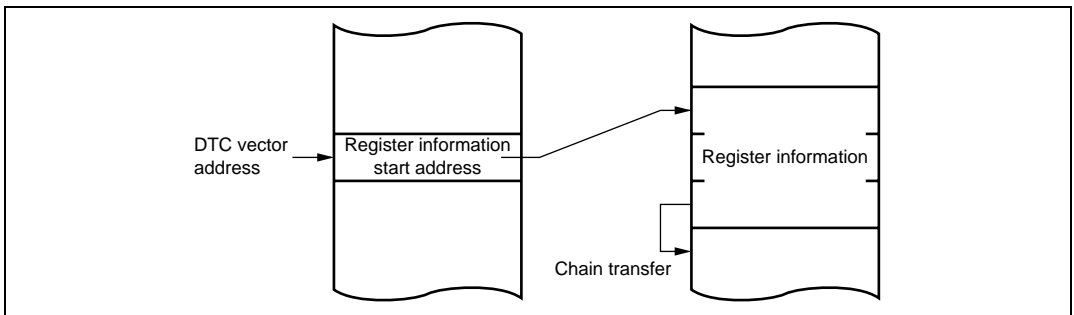 DTC vector
address
Register information
start address
Register information
Chain transfer